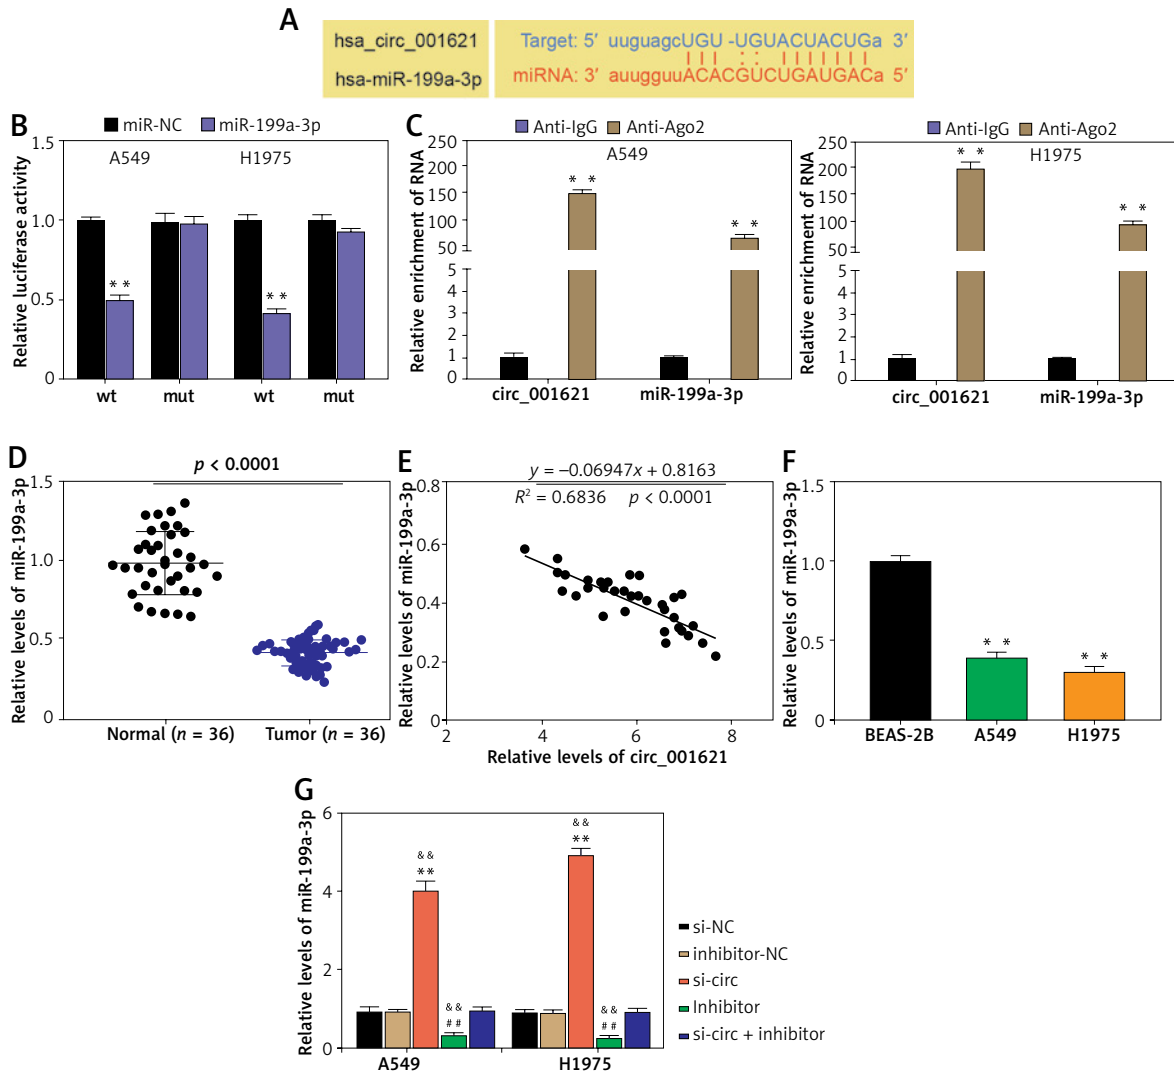 A
hsa_circ_001621
hsa-miR-199a-3p
Target: 5′ uuguagcUGU -UGUACUACUGa 3′
miRNA: 3′ auugguuACACGUCUGAUGACa 5′
B
miR-NC miR-199a-3p
Relative luciferase activity
1.5
1.0
0.5
0
A549 H1975
** **
wt mut wt mut
C
Anti-IgG Anti-Ago2
A549
Relative enrichment of RNA
250
200
150
100
50
5
4
3
2
1
0
* * * *
circ_001621 miR-199a-3p
Anti-IgG Anti-Ago2
H1975
Relative enrichment of RNA
250
200
150
100
50
5
4
3
2
1
0
* * * *
circ_001621 miR-199a-3p
D
p < 0.0001
Relative levels of miR-199a-3p
1.5
1.0
0.5
0
Normal (n = 36) Tumor (n = 36)
E
y = −0.06947x + 0.8163
R² = 0.6836 p < 0.0001
Relative levels of miR-199a-3p
0.8
0.6
0.4
0.2
0
2 4 6 8
Relative levels of circ_001621
F
Relative levels of miR-199a-3p
1.5
1.0
0.5
0
* * * *
BEAS-2B A549 H1975
G
Relative levels of miR-199a-3p
6
4
2
0
&& ** && ##
&& ** && ##
A549 H1975
si-NC
inhibitor-NC
si-circ
Inhibitor
si-circ + inhibitor